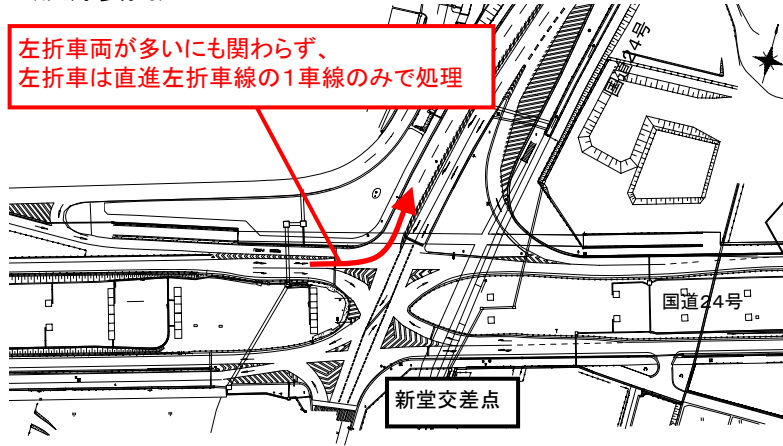 左折車両が多いにも関わらず、
左折車は直進左折車線の1車線のみで処理
国道24号
国道24号
新堂交差点